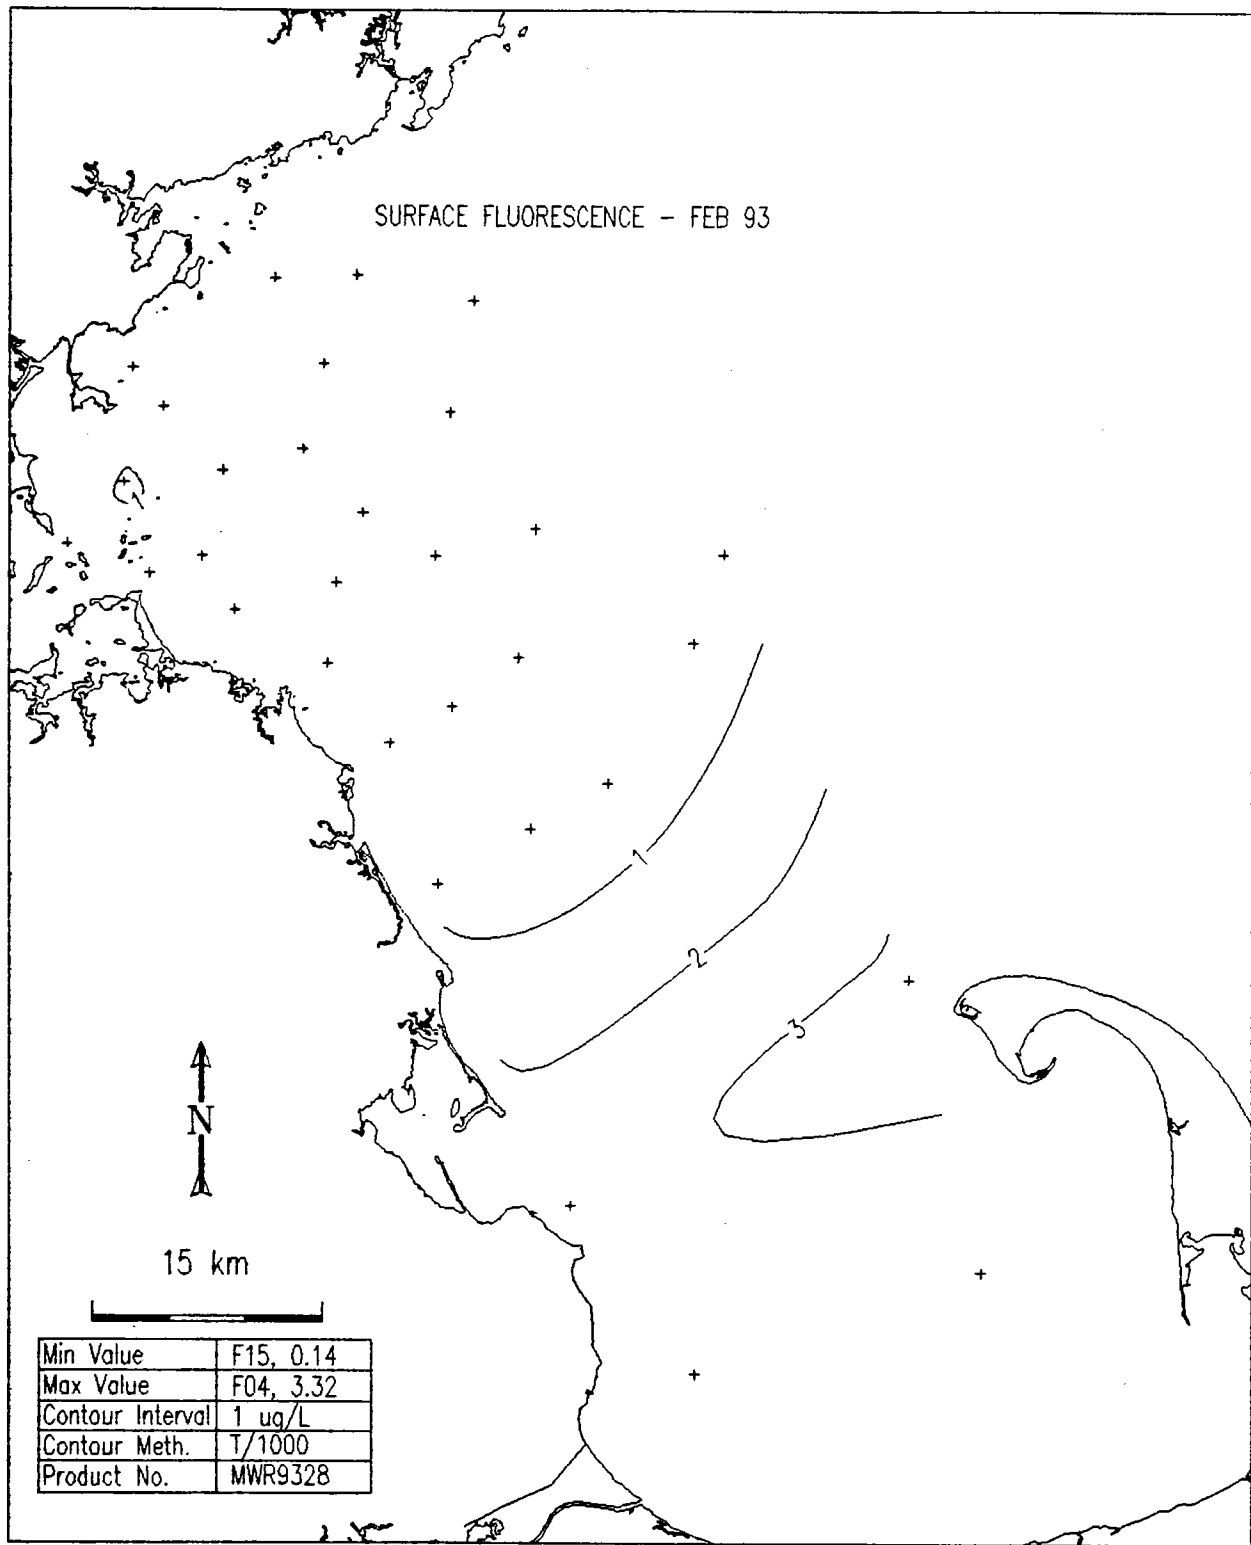 SURFACE FLUORESCENCE - FEB 93
1
2
3
N
15 km
Min Value F15, 0.14
Max Value F04, 3.32
Contour Interval 1 ug/L
Contour Meth. T/1000
Product No. MWR9328